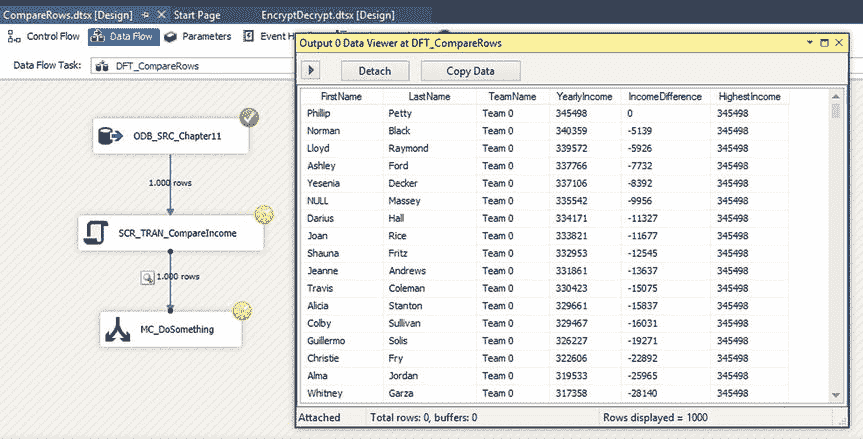 CompareRows.dtsx [Design] Start Page EncryptDecrypt.dtsx [Design]
Control Flow Data Flow Parameters Event H
Data Flow Task: DFT_CompareRows
Output 0 Data Viewer at DFT_CompareRows
Detach Copy Data
FirstName LastName TeamName YearlyIncome IncomeDifference HighestIncome
Phillip Petty Team 0 345498 0 345498
Norman Black Team 0 340359 -5139 345498
Lloyd Raymond Team 0 339572 -5926 345498
Ashley Ford Team 0 337766 -7732 345498
Yesenia Decker Team 0 337106 -8392 345498
NULL Massey Team 0 335542 -9956 345498
Darius Hall Team 0 334171 -11327 345498
Joan Rice Team 0 333821 -11677 345498
Shauna Fritz Team 0 332953 -12545 345498
Jeanne Andrews Team 0 331861 -13637 345498
Travis Coleman Team 0 330423 -15075 345498
Alicia Stanton Team 0 329661 -15837 345498
Colby Sullivan Team 0 329467 -16031 345498
Guillermo Solis Team 0 326227 -19271 345498
Christie Fry Team 0 322606 -22892 345498
Alma Jordan Team 0 319533 -25965 345498
Whitney Garza Team 0 317358 -28140 345498
Attached Total rows: 0, buffers: 0 Rows displayed = 1000
ODB_SRC_Chapter11
1.000 rows
SCR_TRAN_CompareIncome
1.000 rows
MC_DoSomething